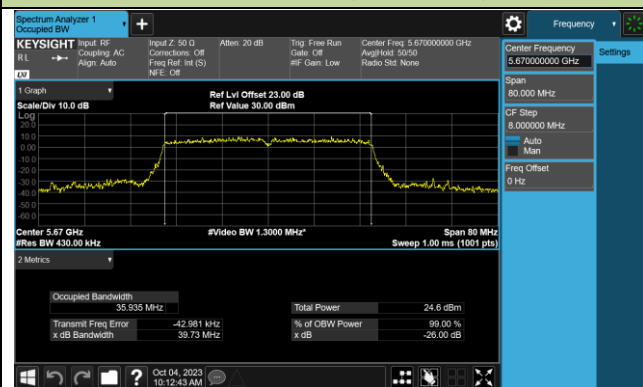 Spectrum Analyzer 1
Occupied BW
+
Frequency
KEYSIGHT
RL
LXI
Input: RF
Coupling: AC
Align: Auto
Input Z: 50 Ω
Corrections: Off
Freq Ref: Int (S)
NFE: Off
Atten: 20 dB
Trig: Free Run
Gate: Off
#IF Gain: Low
Center Freq: 5.670000000 GHz
Avg|Hold: 50/50
Radio Std: None
Center Frequency
5.670000000 GHz
Settings
Span
80.000 MHz
CF Step
8.000000 MHz
Auto
Man
Freq Offset
0 Hz
1 Graph
Scale/Div 10.0 dB
Ref Lvl Offset 23.00 dB
Ref Value 30.00 dBm
Log
20.0
10.0
0.00
-10.0
-20.0
-30.0
-40.0
-50.0
-60.0
Center 5.67 GHz
#Res BW 430.00 kHz
#Video BW 1.3000 MHz*
Span 80 MHz
Sweep 1.00 ms (1001 pts)
2 Metrics
Occupied Bandwidth
35.935 MHz
Total Power 24.6 dBm
Transmit Freq Error -42.981 kHz
% of OBW Power 99.00 %
x dB Bandwidth 39.73 MHz
x dB -26.00 dB
?
Oct 04, 2023
10:12:43 AM